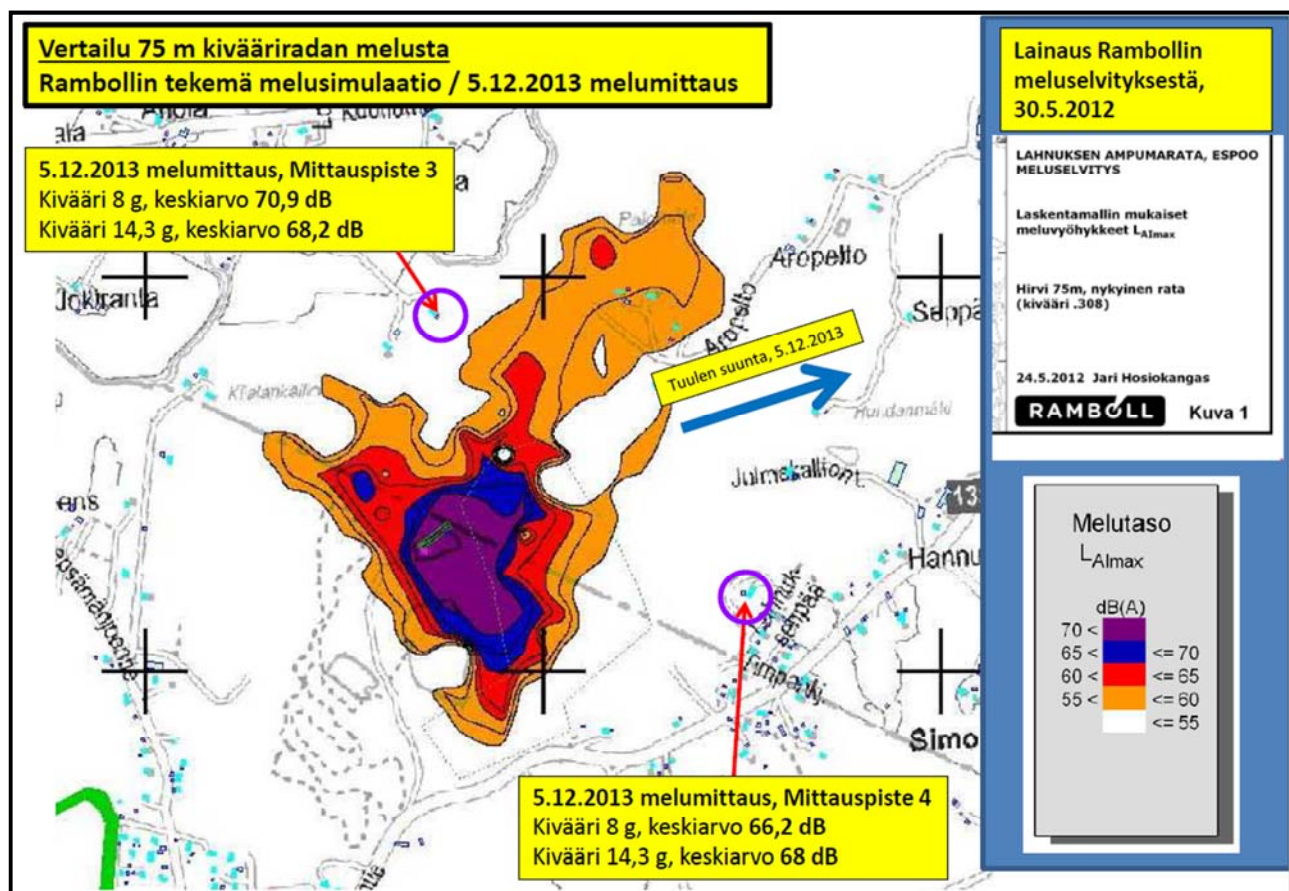 Vertailu 75 m kivääriradan melusta
Rambollin tekemä melusimulaatio / 5.12.2013 melumittaus
5.12.2013 melumittaus, Mittauspiste 3
Kivääri 8 g, keskiarvo 70,9 dB
Kivääri 14,3 g, keskiarvo 68,2 dB
Aropelto
Seppä
Tuulen suunta, 5.12.2013
Julmakalliont.
13
Hannu
Simo
5.12.2013 melumittaus, Mittauspiste 4
Kivääri 8 g, keskiarvo 66,2 dB
Kivääri 14,3 g, keskiarvo 68 dB
Lainaus Rambollin
meluselvityksestä,
30.5.2012
LAHNUKSEN AMPUMARATA, ESPOO
MELUSELVITYS
Laskentamallin mukaiset
meluvyöhykkeet LAImax
Hirvi 75m, nykyinen rata
(kivääri .308)
24.5.2012 Jari Hosiokangas
RAMBOLL Kuva 1
Melutaso
LAImax
dB(A)
70 <
65 < <= 70
60 < <= 65
55 < <= 60
<= 55